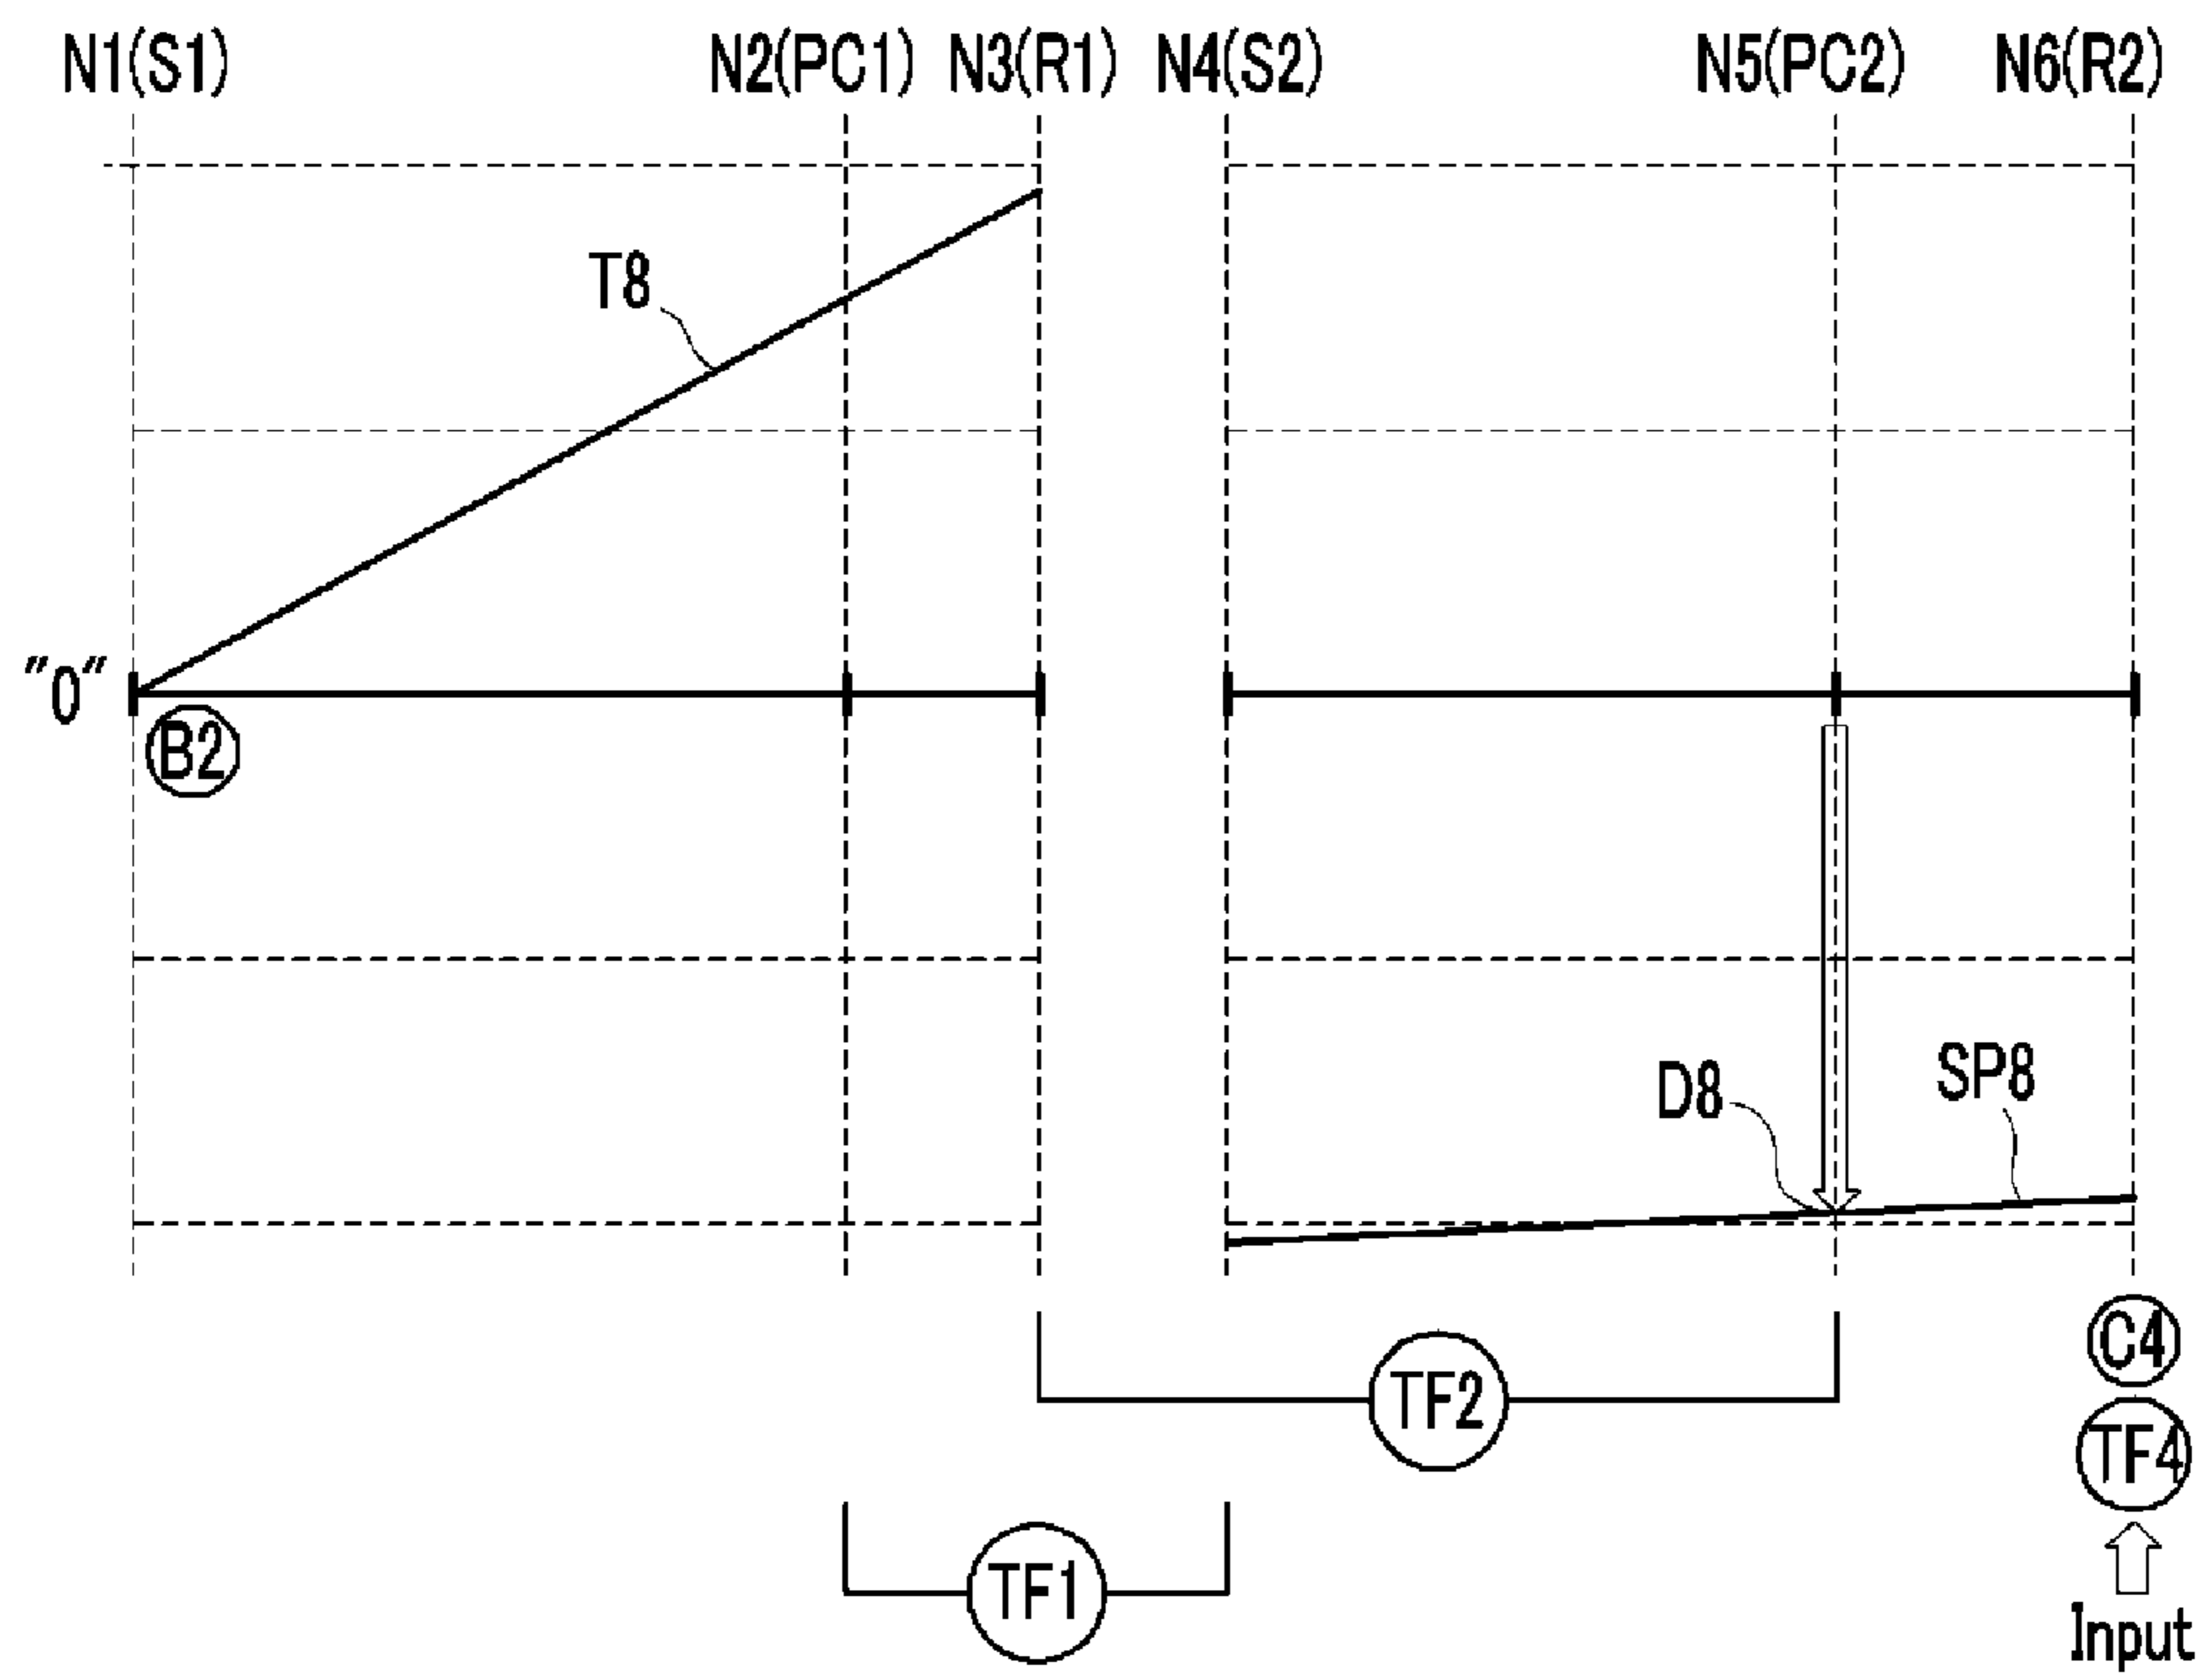 N1(S1) N2(PC1) N3(R1) N4(S2) N5(PC2) N6(R2)
T8
"0"
B2
D8 SP8
C4
TF2
TF4
TF1
Input